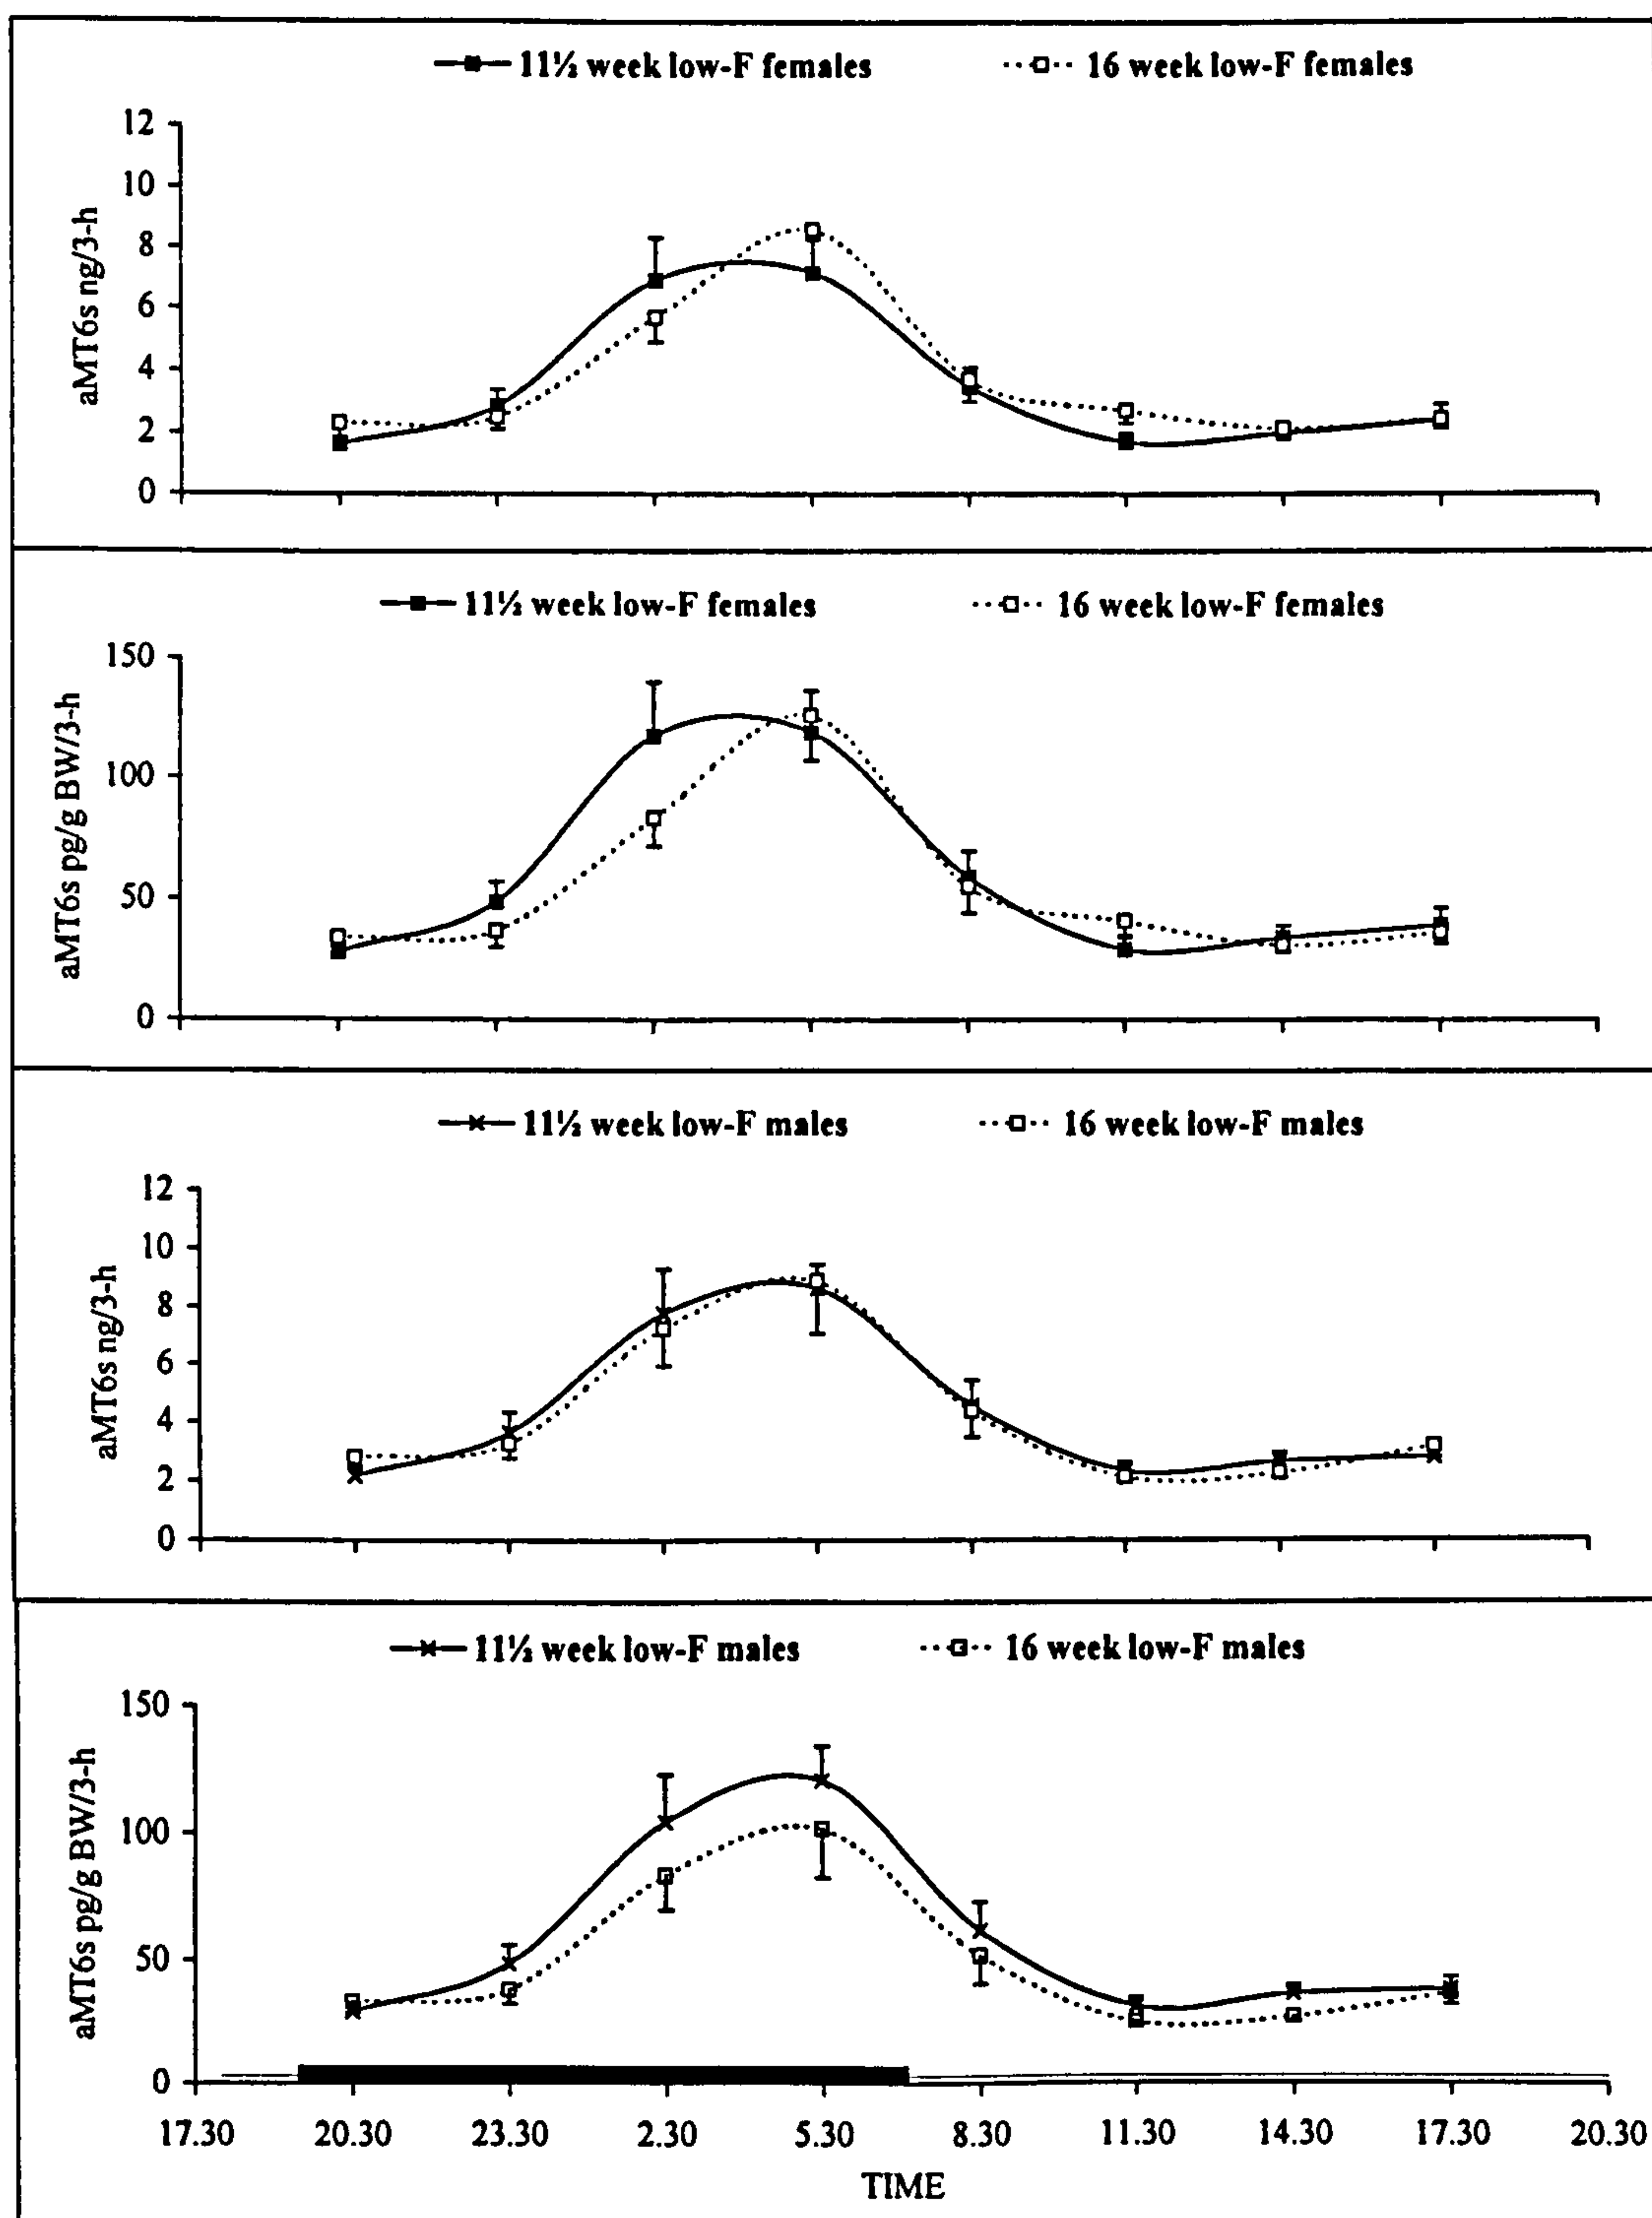 11½ week low-F females 16 week low-F females
12
10
8
6
4
2
0
aMT6s ng/3-h
11½ week low-F females 16 week low-F females
150
100
50
0
aMT6s pg/g BW/3-h
11½ week low-F males 16 week low-F males
12
10
8
6
4
2
0
aMT6s ng/3-h
11½ week low-F males 16 week low-F males
150
100
50
0
aMT6s pg/g BW/3-h
17.30 20.30 23.30 2.30 5.30 8.30 11.30 14.30 17.30 20.30
TIME